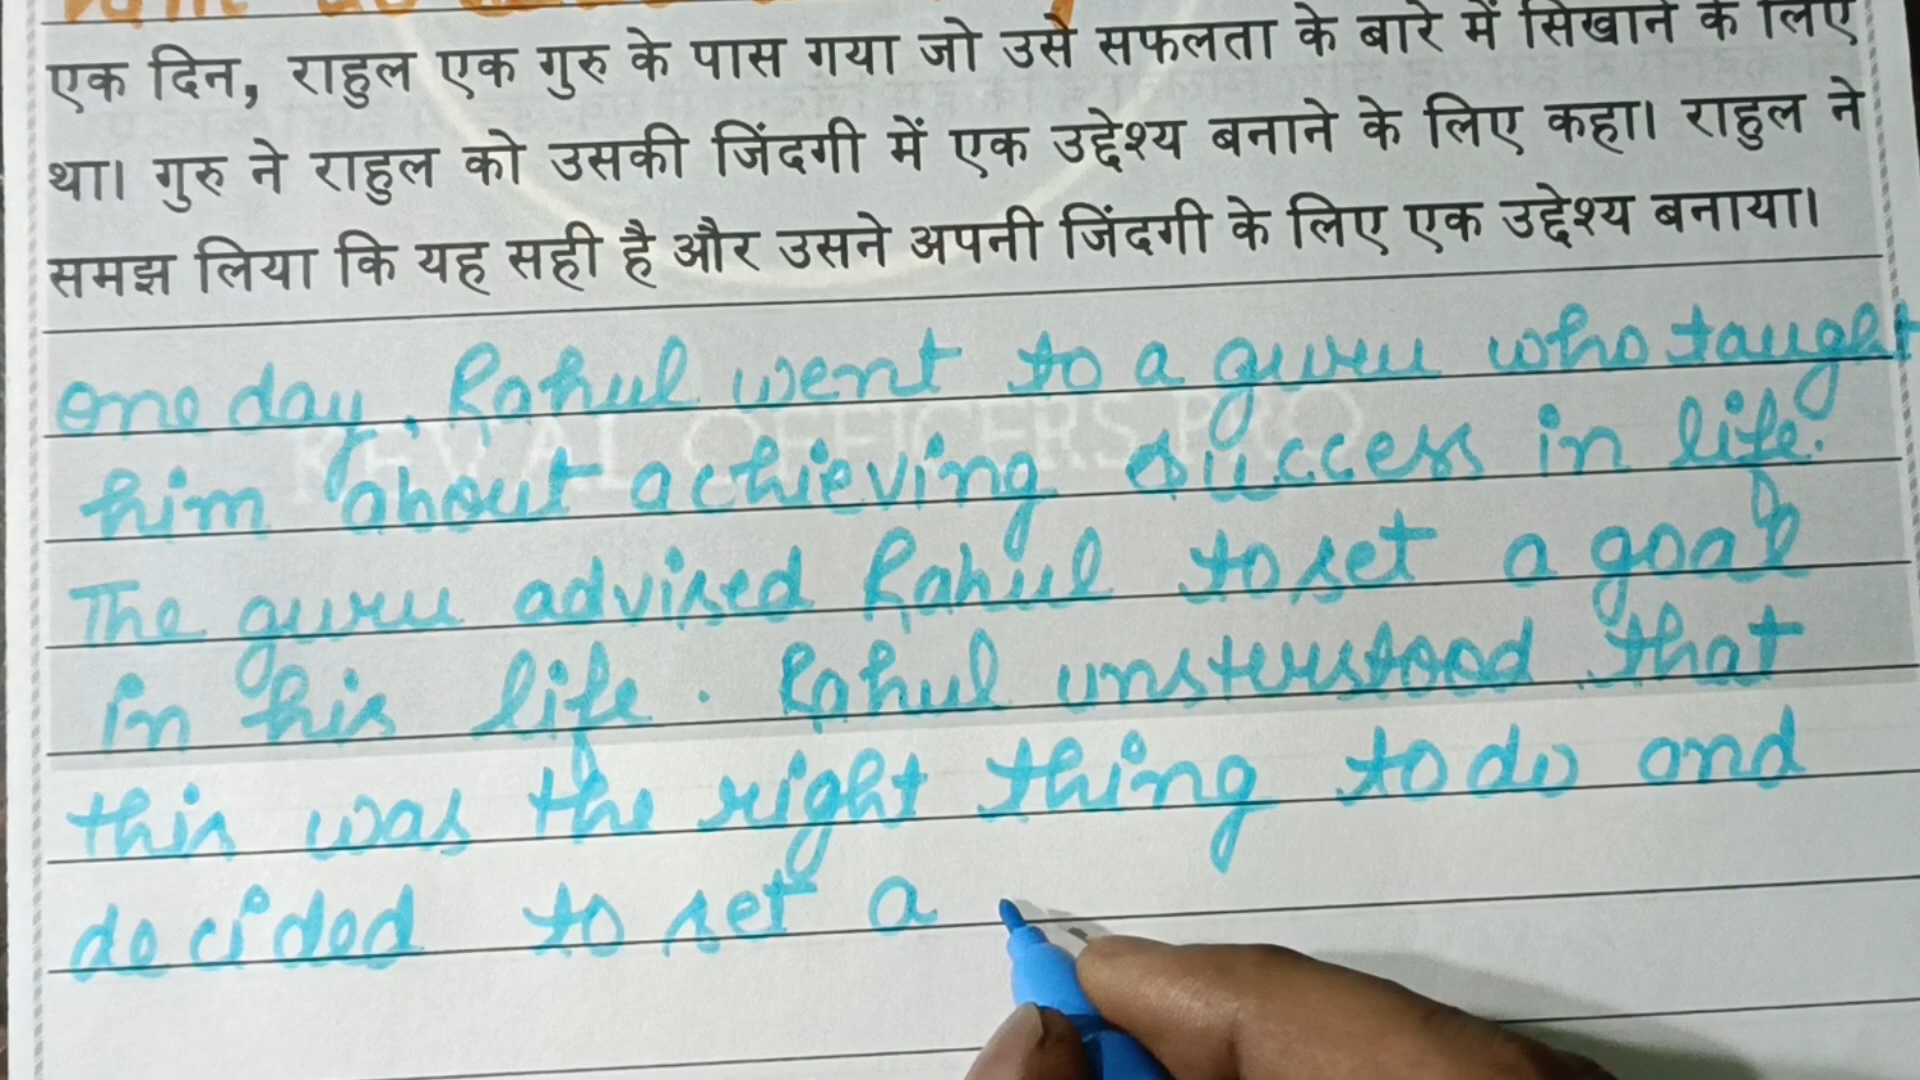 एक दिन, राहुल एक गुरु के पास गया जो उसे सफलता के बारे में सिखाने के लिए
था। गुरु ने राहुल को उसकी जिंदगी में एक उद्देश्य बनाने के लिए कहा। राहुल ने
समझ लिया कि यह सही है और उसने अपनी जिंदगी के लिए एक उद्देश्य बनाया।
one day, Rahul went to a guru who taught
him about achieving success in life.
The guru advised Rahul to set a goal
in his life. Rahul unsterstood that
this was the right thing to do and
decided to set a